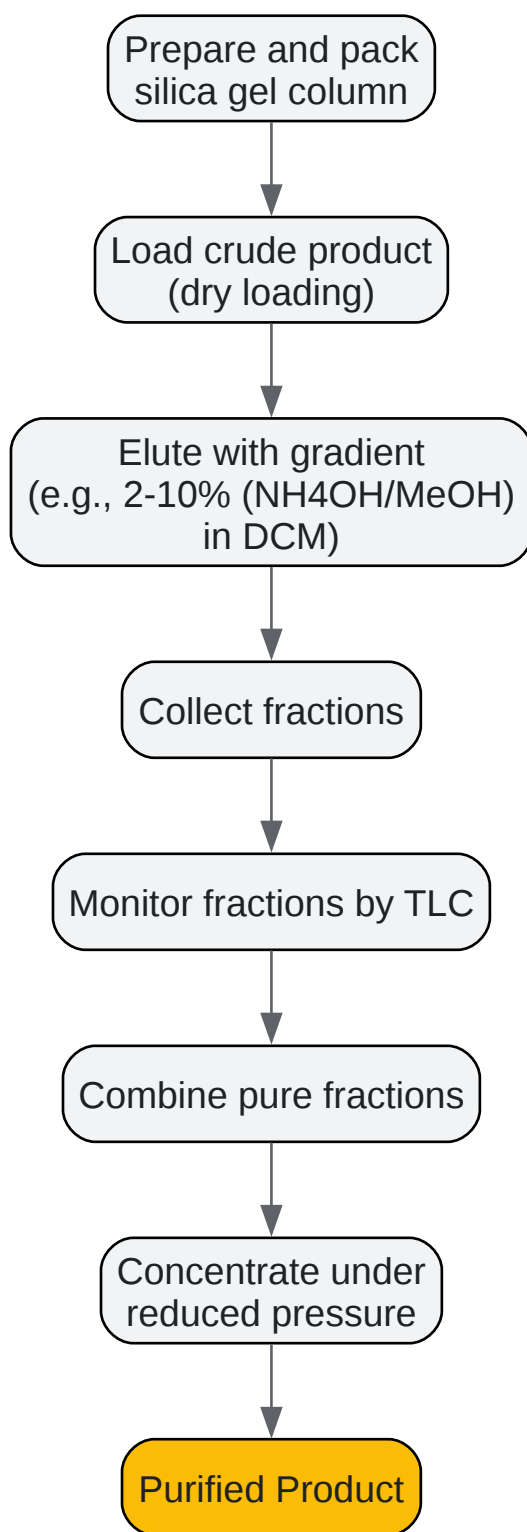 Prepare and pack
silica gel column
Load crude product
(dry loading)
Elute with gradient
(e.g., 2-10% (NH4OH/MeOH)
in DCM)
Collect fractions
Monitor fractions by TLC
Combine pure fractions
Concentrate under
reduced pressure
Purified Product